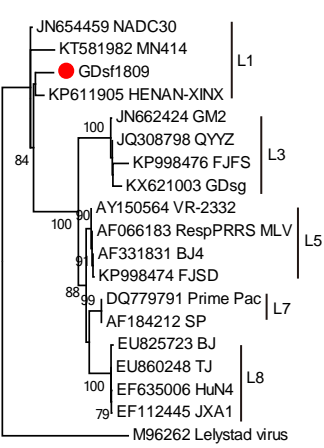 JN654459 NADC30
KT581982 MN414
GDsf1809
KP611905 HENAN-XINX
L1
JN662424 GM2
100
JQ308798 QYYZ
KP998476 FJFS
L3
84
KX621003 GDsg
AY150564 VR-2332
90
100
AF066183 RespPRRS MLV
L5
AF331831 BJ4
91
KP998474 FJSD
88
99
DQ779791 Prime Pac
L7
AF184212 SP
EU825723 BJ
EU860248 TJ
L8
100
EF635006 HuN4
79
EF112445 JXA1
M96262 Lelystad virus